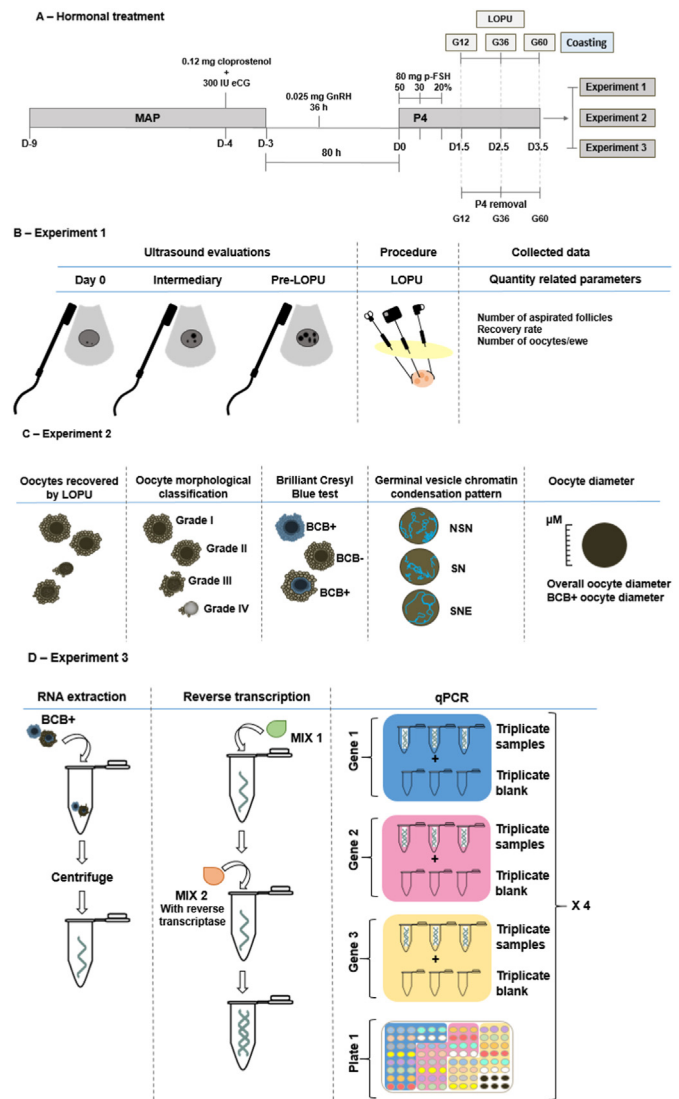 A – Hormonal treatment
LOPU
G12
G36
G60
Coasting
0.12 mg cloprostenol
+
300 IU eCG
0.025 mg GnRH
36 h
80 mg p-FSH
50 30 20%
MAP
P4
Experiment 1
Experiment 2
Experiment 3
D-9
D-4
D-3
D0
D1.5
D2.5
D3.5
80 h
P4 removal
G12
G36
G60
B – Experiment 1
Ultrasound evaluations
Procedure
Collected data
Day 0
Intermediary
Pre-LOPU
LOPU
Quantity related parameters
Number of aspirated follicles
Recovery rate
Number of oocytes/ewe
C – Experiment 2
Oocytes recovered
by LOPU
Oocyte morphological
classification
Brilliant Cresyl
Blue test
Germinal vesicle chromatin
condensation pattern
Oocyte diameter
Grade I
Grade II
Grade III
Grade IV
BCB+
BCB-
BCB+
NSN
SN
SNE
µM
Overall oocyte diameter
BCB+ oocyte diameter
D – Experiment 3
RNA extraction
Reverse transcription
qPCR
BCB+
Centrifuge
MIX 1
MIX 2
With reverse
transcriptase
Gene 1
Triplicate
samples
+
Triplicate
blank
Gene 2
Triplicate
samples
+
Triplicate
blank
Gene 3
Triplicate
samples
+
Triplicate
blank
X 4
Plate 1